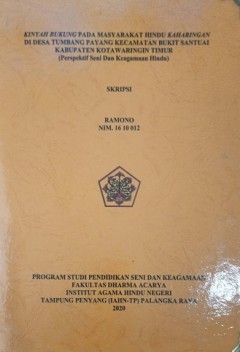 KINYAH BUKUNG PADA MASYARAKAT HINDU KAHARINGAN
DI DESA TUMBANG PAYANG KECAMATAN BUKIT SANTUAI
KABUPATEN KOTAWARINGIN TIMUR
(Perspektif Seni Dan Keagamaan Hindu)
SKRIPSI
RAMONO
NIM. 16 10 012
PROGRAM STUDI PENDIDIKAN SENI DAN KEAGAMAAN
FAKULTAS DHARMA ACARYA
INSTITUT AGAMA HINDU NEGERI
TAMPUNG PENYANG (IAHN-TP) PALANGKA RAYA
2020